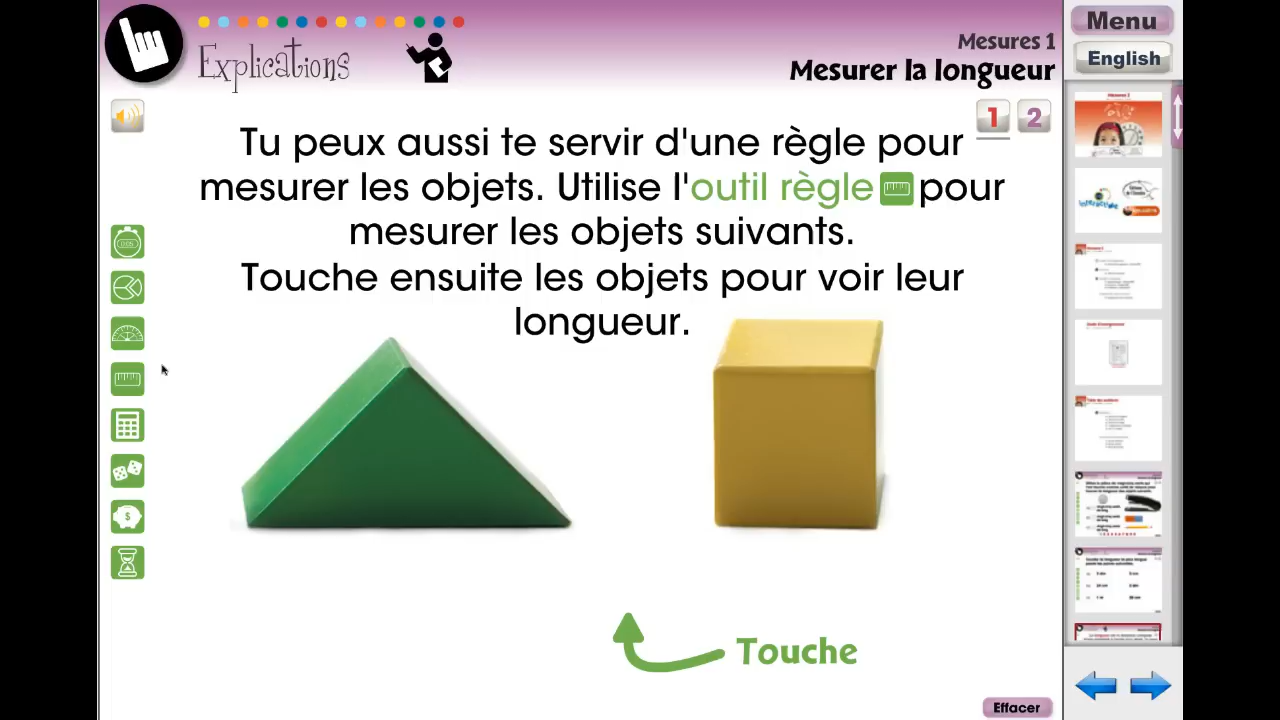 Explications
Mesures 1
Mesurer la longueur
Menu
English
1
2
Tu peux aussi te servir d'une règle pour
mesurer les objets. Utilise l'outil règle pour
mesurer les objets suivants.
Touche ensuite les objets pour voir leur
longueur.
Touche
Effacer